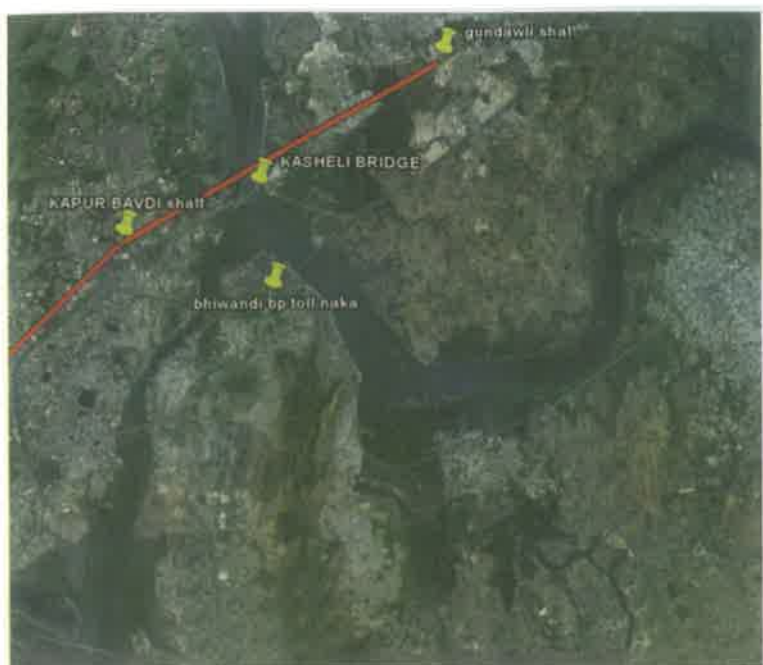 gundawli shaft
KASHELI BRIDGE
KAPUR BAVDI shaft
bhiwandi bp toll naka